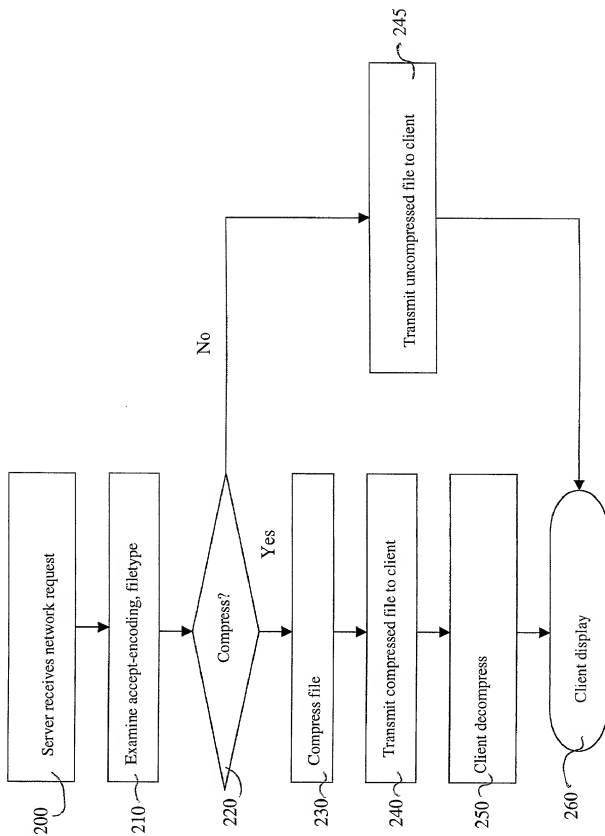 200
Server receives network request
210
Examine accept-encoding, filetype
220
Compress?
No
Yes
230
Compress file
240
Transmit compressed file to client
245
Transmit uncompressed file to client
250
Client decompress
260
Client display